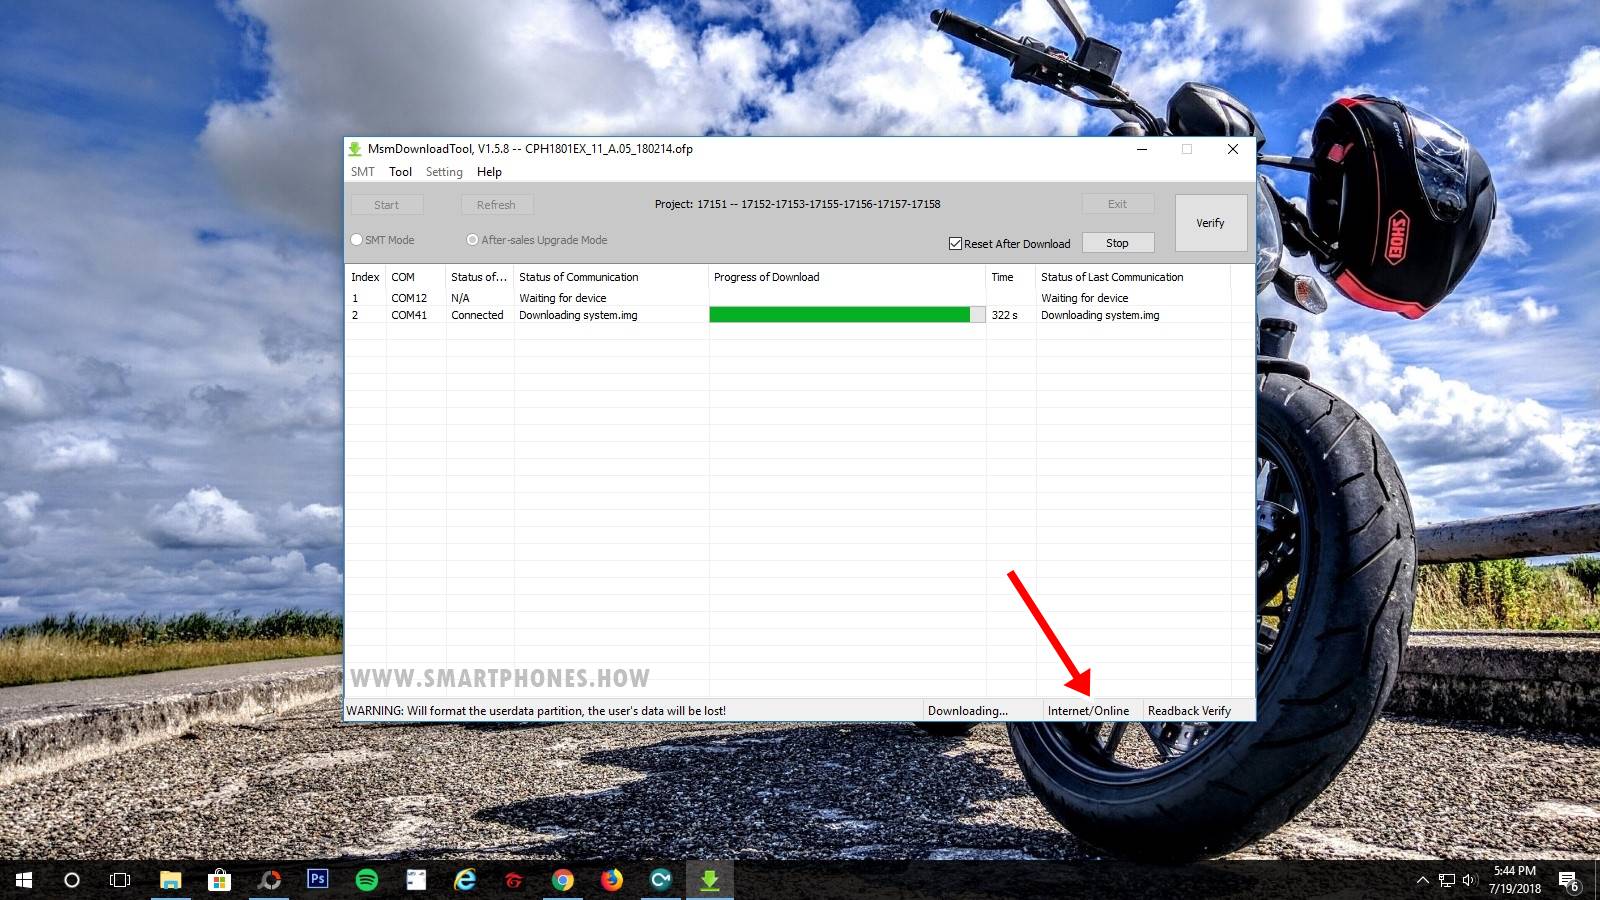 MsmDownloadTool, V1.5.8 -- CPH1801EX_11_A.05_180214.ofp
SMT Tool Setting Help
Start Refresh Project: 17151 -- 17152-17153-17155-17156-17157-17158 Exit
Verify
SMT Mode After-sales Upgrade Mode Reset After Download Stop
Index COM Status of... Status of Communication Progress of Download Time Status of Last Communication
1 COM12 N/A Waiting for device Waiting for device
2 COM41 Connected Downloading system.img 322 s Downloading system.img
WWW.SMARTPHONES.HOW
WARNING: Will format the userdata partition, the user's data will be lost! Downloading... Internet/Online Readback Verify
SHOEI
Ps
5:44 PM
7/19/2018
6